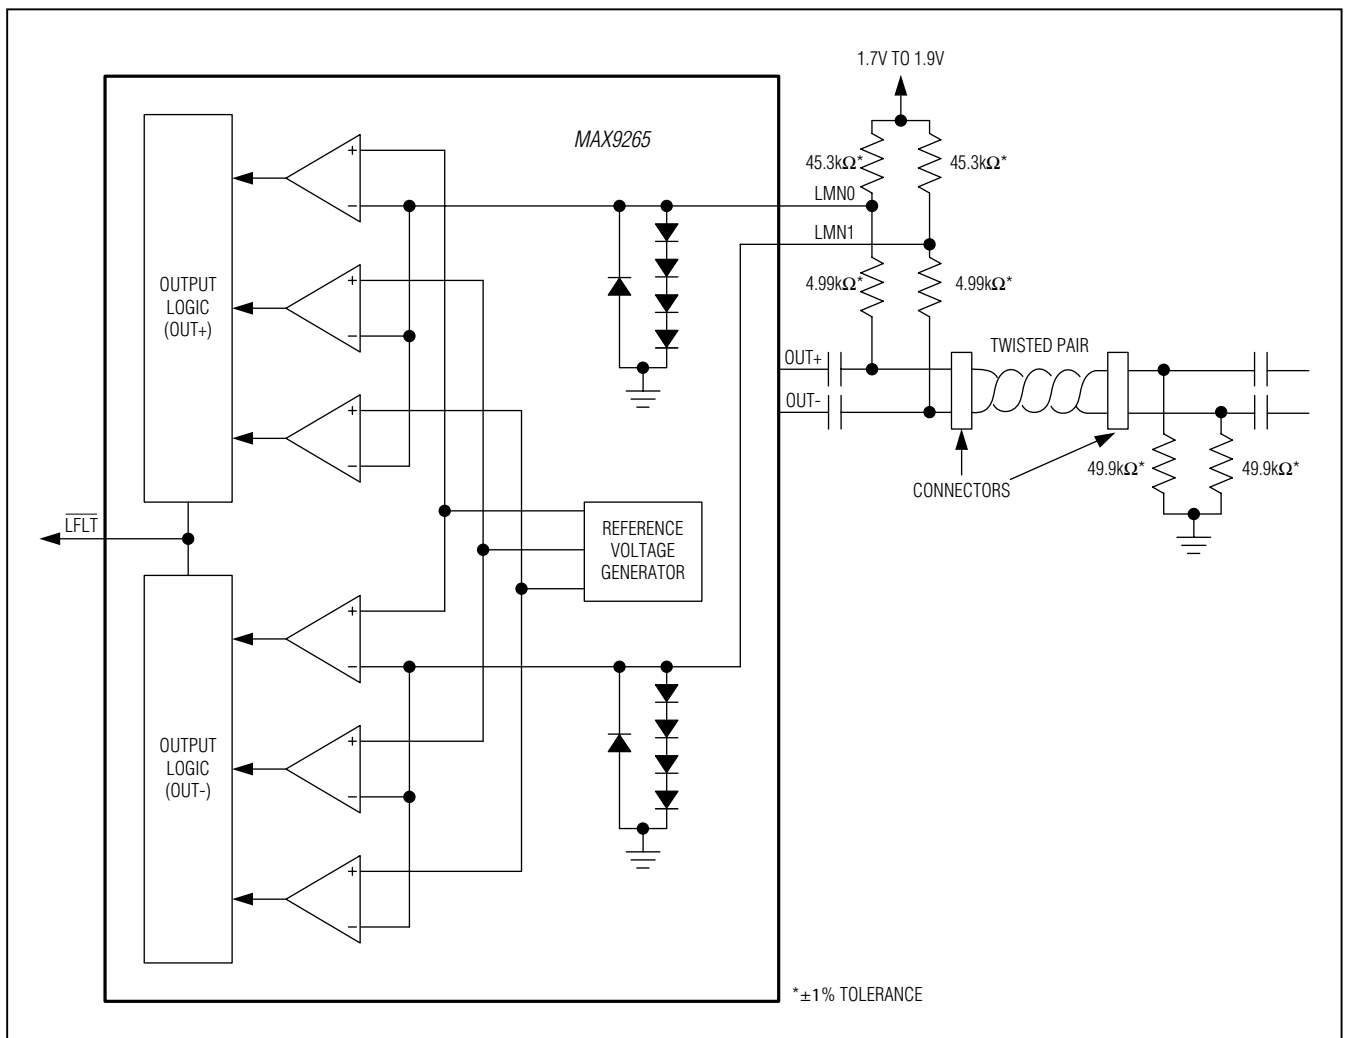 1.7V TO 1.9V
MAX9265
45.3kΩ*
45.3kΩ*
LMN0
LMN1
4.99kΩ*
4.99kΩ*
OUTPUT
LOGIC
(OUT+)
+
−
+
−
+
−
OUT+
OUT-
TWISTED PAIR
CONNECTORS
49.9kΩ*
49.9kΩ*
LFLT
REFERENCE
VOLTAGE
GENERATOR
OUTPUT
LOGIC
(OUT-)
+
−
+
−
+
−
*±1% TOLERANCE